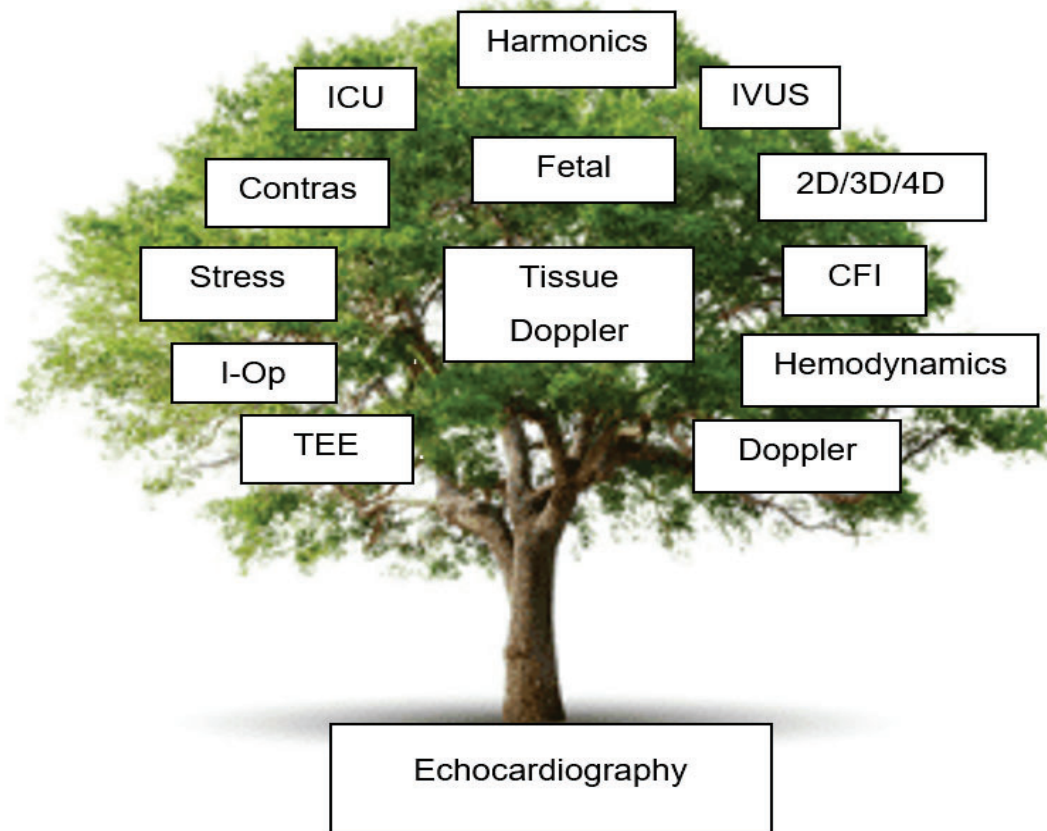 Harmonics
ICU
IVUS
Fetal
Contras
2D/3D/4D
Stress
Tissue
Doppler
CFI
I-Op
Hemodynamics
TEE
Doppler
Echocardiography